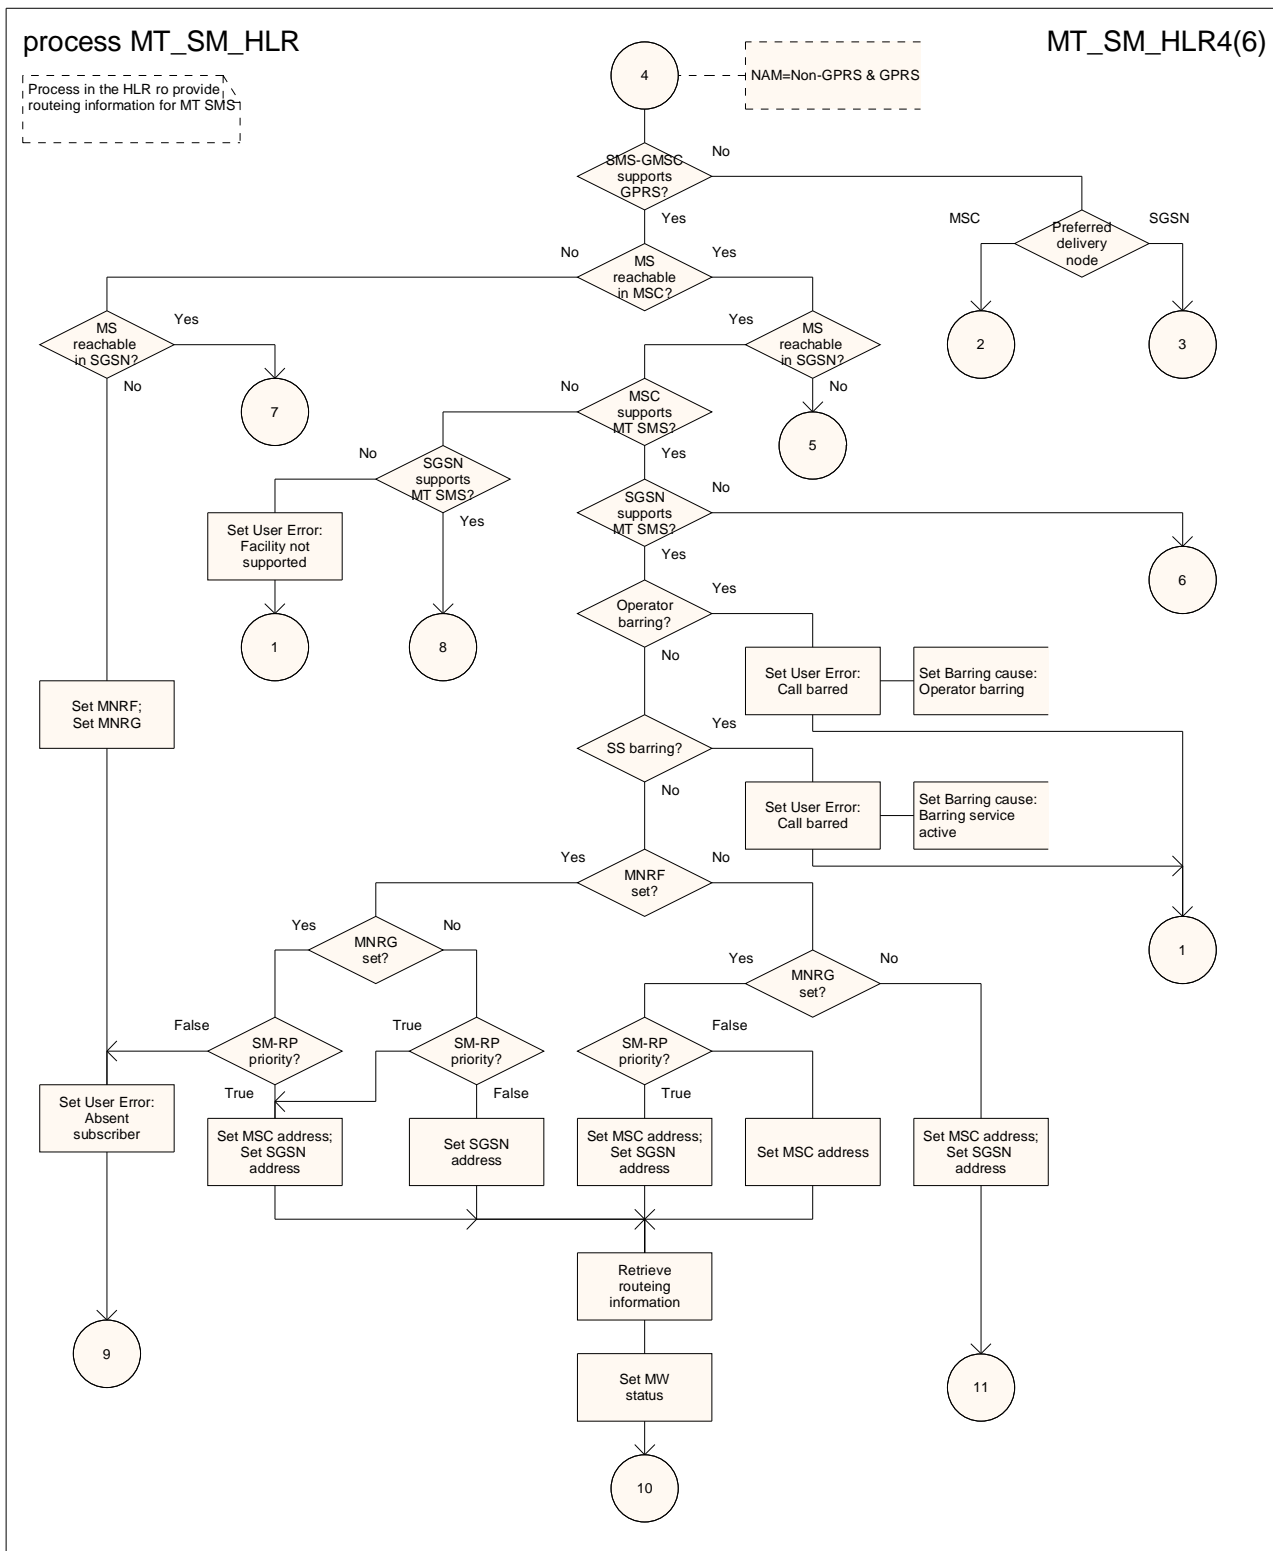 process MT_SM_HLR
MT_SM_HLR4(6)
Process in the HLR ro provide
routeing information for MT SMS
4
NAM=Non-GPRS & GPRS
SMS-GMSC
supports
GPRS?
No
Yes
MSC
Preferred
delivery
node
SGSN
2
3
No
MS
reachable
in MSC?
Yes
MS
reachable
in SGSN?
Yes
No
7
Yes
MS
reachable
in SGSN?
No
5
No
MSC
supports
MT SMS?
Yes
No
SGSN
supports
MT SMS?
Yes
SGSN
supports
MT SMS?
No
Yes
6
Set User Error:
Facility not
supported
1
8
Operator
barring?
Yes
No
Set User Error:
Call barred
Set Barring cause:
Operator barring
Set MNRF;
Set MNRG
SS barring?
Yes
No
Set User Error:
Call barred
Set Barring cause:
Barring service
active
Yes
MNRF
set?
No
1
Yes
MNRG
set?
No
Yes
MNRG
set?
No
False
SM-RP
priority?
True
True
SM-RP
priority?
False
SM-RP
priority?
False
True
Set User Error:
Absent
subscriber
Set MSC address;
Set SGSN
address
Set SGSN
address
Set MSC address;
Set SGSN
address
Set MSC address
Set MSC address;
Set SGSN
address
Retrieve
routeing
information
9
Set MW
status
11
10